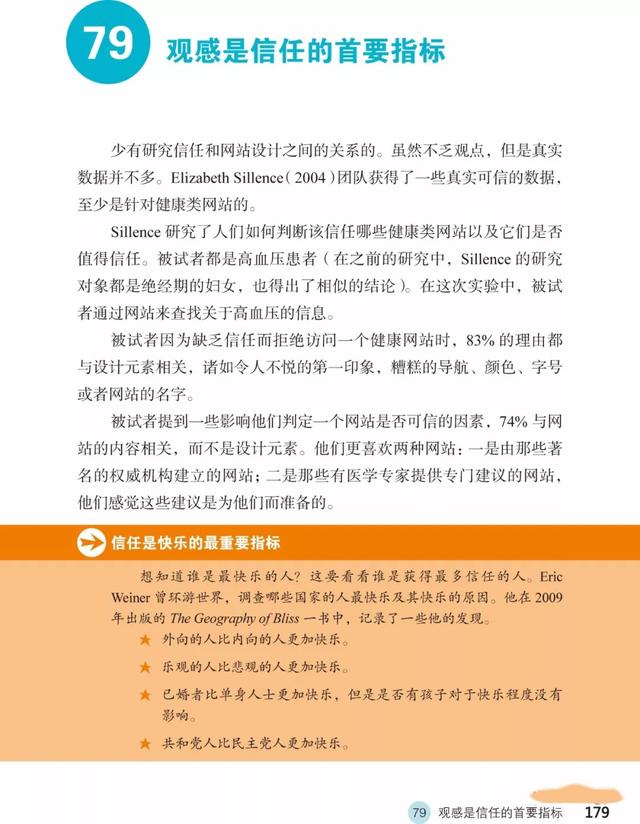 79
观感是信任的首要指标
少有研究信任和网站设计之间的关系的。虽然不乏观点，但是真实
数据并不多。Elizabeth Sillence（2004）团队获得了一些真实可信的数据，
至少是针对健康类网站的。
Sillence 研究了人们如何判断该信任哪些健康类网站以及它们是否
值得信任。被试者都是高血压患者（在之前的研究中，Sillence 的研究
对象都是绝经期的妇女，也得出了相似的结论）。在这次实验中，被试
者通过网站来查找关于高血压的信息。
被试者因为缺乏信任而拒绝访问一个健康网站时，83% 的理由都
与设计元素相关，诸如令人不悦的第一印象，糟糕的导航、颜色、字号
或者网站的名字。
被试者提到一些影响他们判定一个网站是否可信的因素，74% 与网
站的内容相关，而不是设计元素。他们更喜欢两种网站：一是由那些著
名的权威机构建立的网站；二是那些有医学专家提供专门建议的网站，
他们感觉这些建议是为他们而准备的。
信任是快乐的最重要指标
想知道谁是最快乐的人？这要看看谁是获得最多信任的人。Eric
Weiner 曾环游世界，调查哪些国家的人最快乐及其快乐的原因。他在 2009
年出版的 The Geography of Bliss 一书中，记录了一些他的发现。
★ 外向的人比内向的人更加快乐。
★ 乐观的人比悲观的人更加快乐。
★ 已婚者比单身人士更加快乐，但是是否有孩子对于快乐程度没有
影响。
★ 共和党人比民主党人更加快乐。
79 观感是信任的首要指标 179